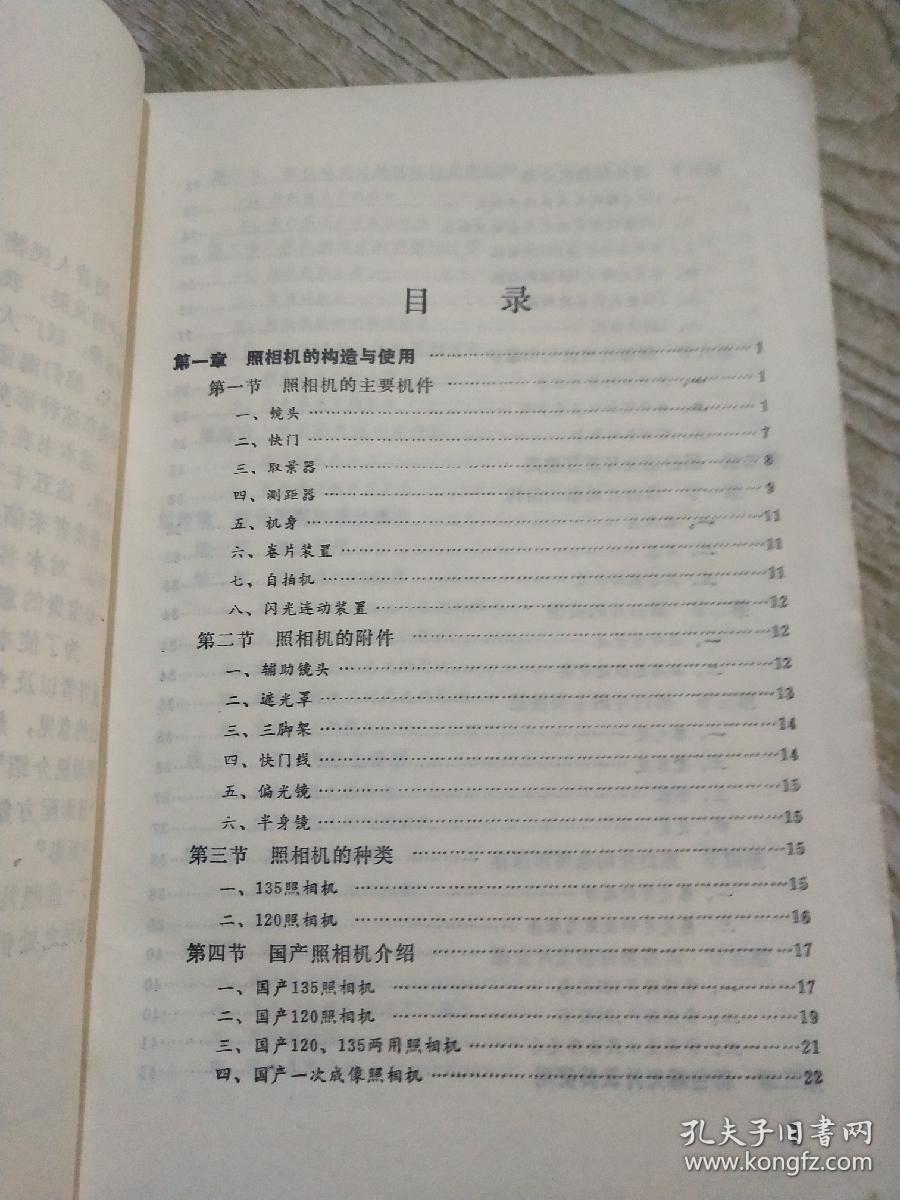 目 录
第一章 照相机的构造与使用 …… 1
第一节 照相机的主要机件 …… 1
一、镜头 …… 1
二、快门 …… 7
三、取景器 …… 8
四、测距器 …… 9
五、机身 …… 11
六、卷片装置 …… 11
七、自拍机 …… 11
八、闪光连动装置 …… 12
第二节 照相机的附件 …… 12
一、辅助镜头 …… 12
二、遮光罩 …… 13
三、三脚架 …… 14
四、快门线 …… 14
五、偏光镜 …… 15
六、半身镜 …… 15
第三节 照相机的种类 …… 15
一、135照相机 …… 15
二、120照相机 …… 16
第四节 国产照相机介绍 …… 17
一、国产135照相机 …… 17
二、国产120照相机 …… 19
三、国产120、135两用照相机 …… 21
四、国产一次成像照相机 …… 22
孔夫子旧书网
www.kongfz.com